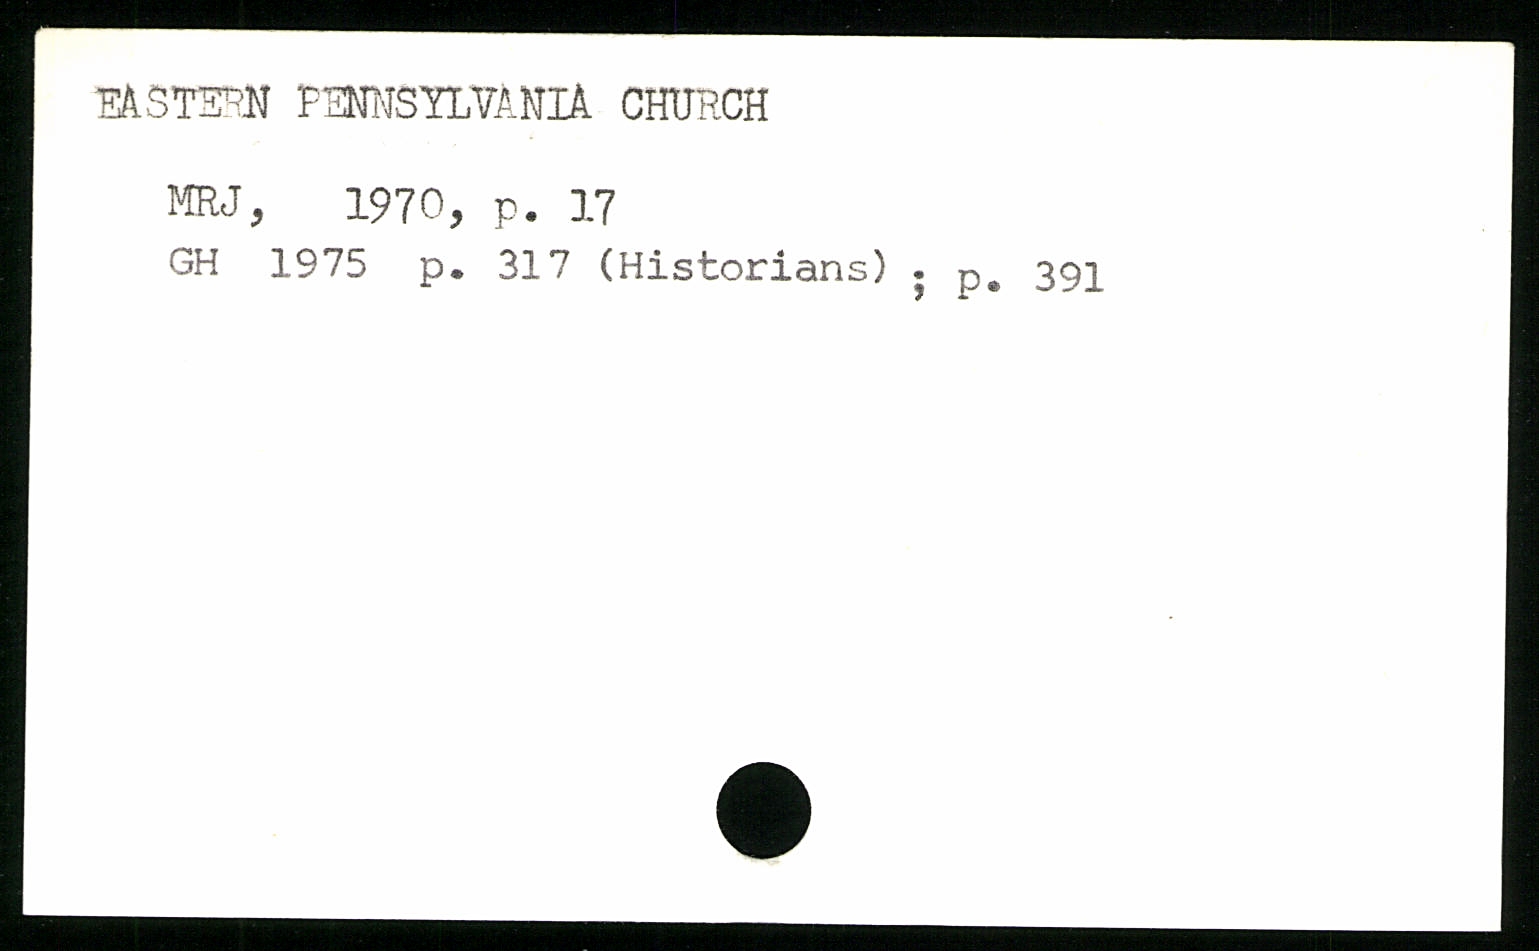 EASTERN PENNSYLVANIA CHURCH
MRJ, 1970, p. 17
GH 1975 p. 317 (Historians) ; p. 391